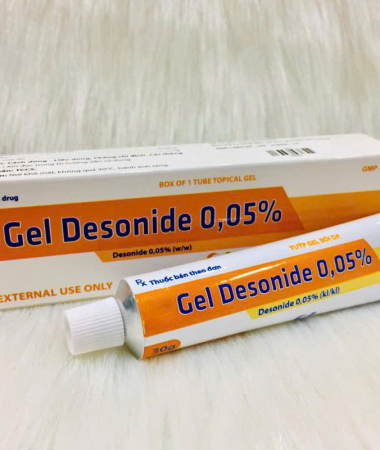 BOX OF 1 TUBE TOPICAL GEL
GMP
drug
Gel Desonide 0,05%
Desonide 0,05% (w/w)
EXTERNAL USE ONLY
TUÝP GEL BÔI DA
Rx Thuốc bán theo đơn
Gel Desonide 0,05%
Desonide 0,05% (kl/kl)
30g